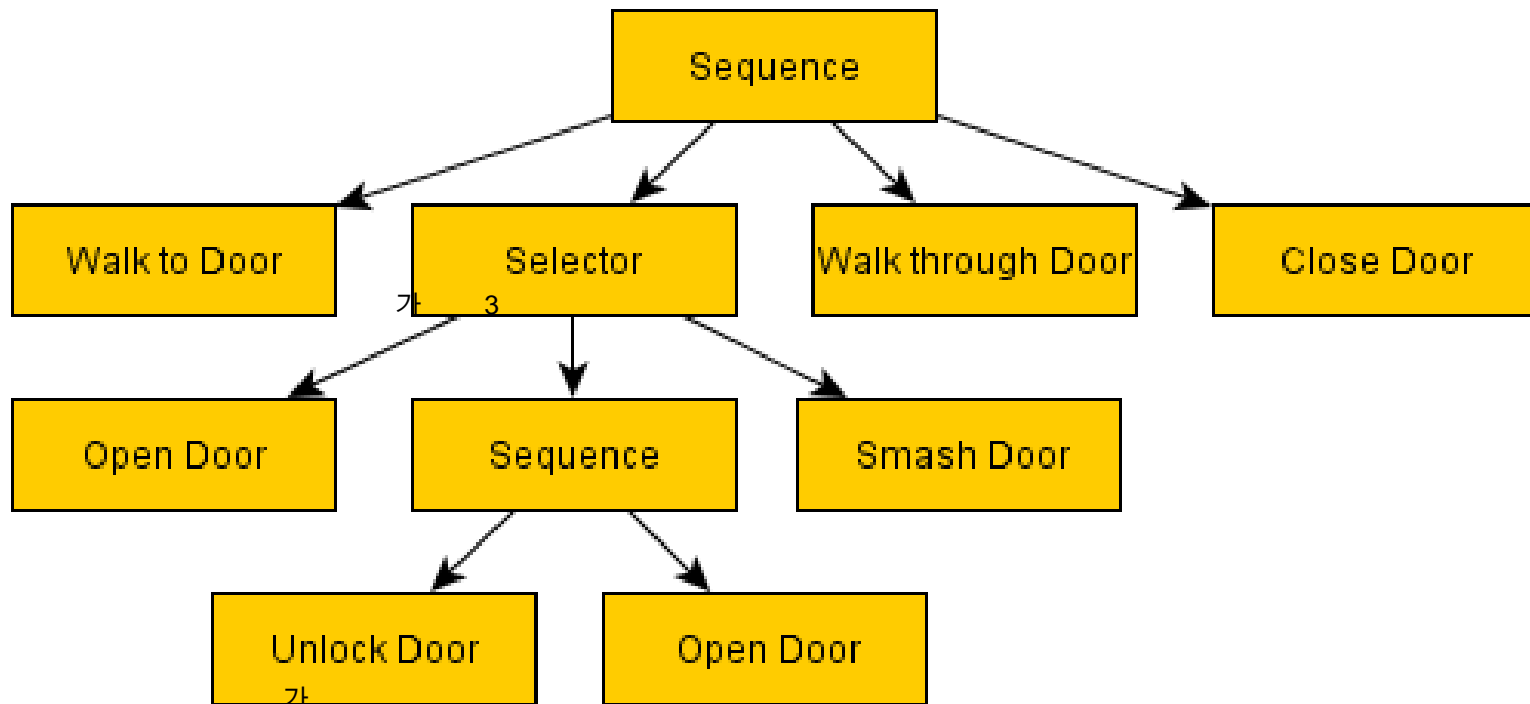 Sequence
Walk to Door
Selector
Walk through Door
Close Door
가 3
Open Door
Sequence
Smash Door
Unlock Door
Open Door
가